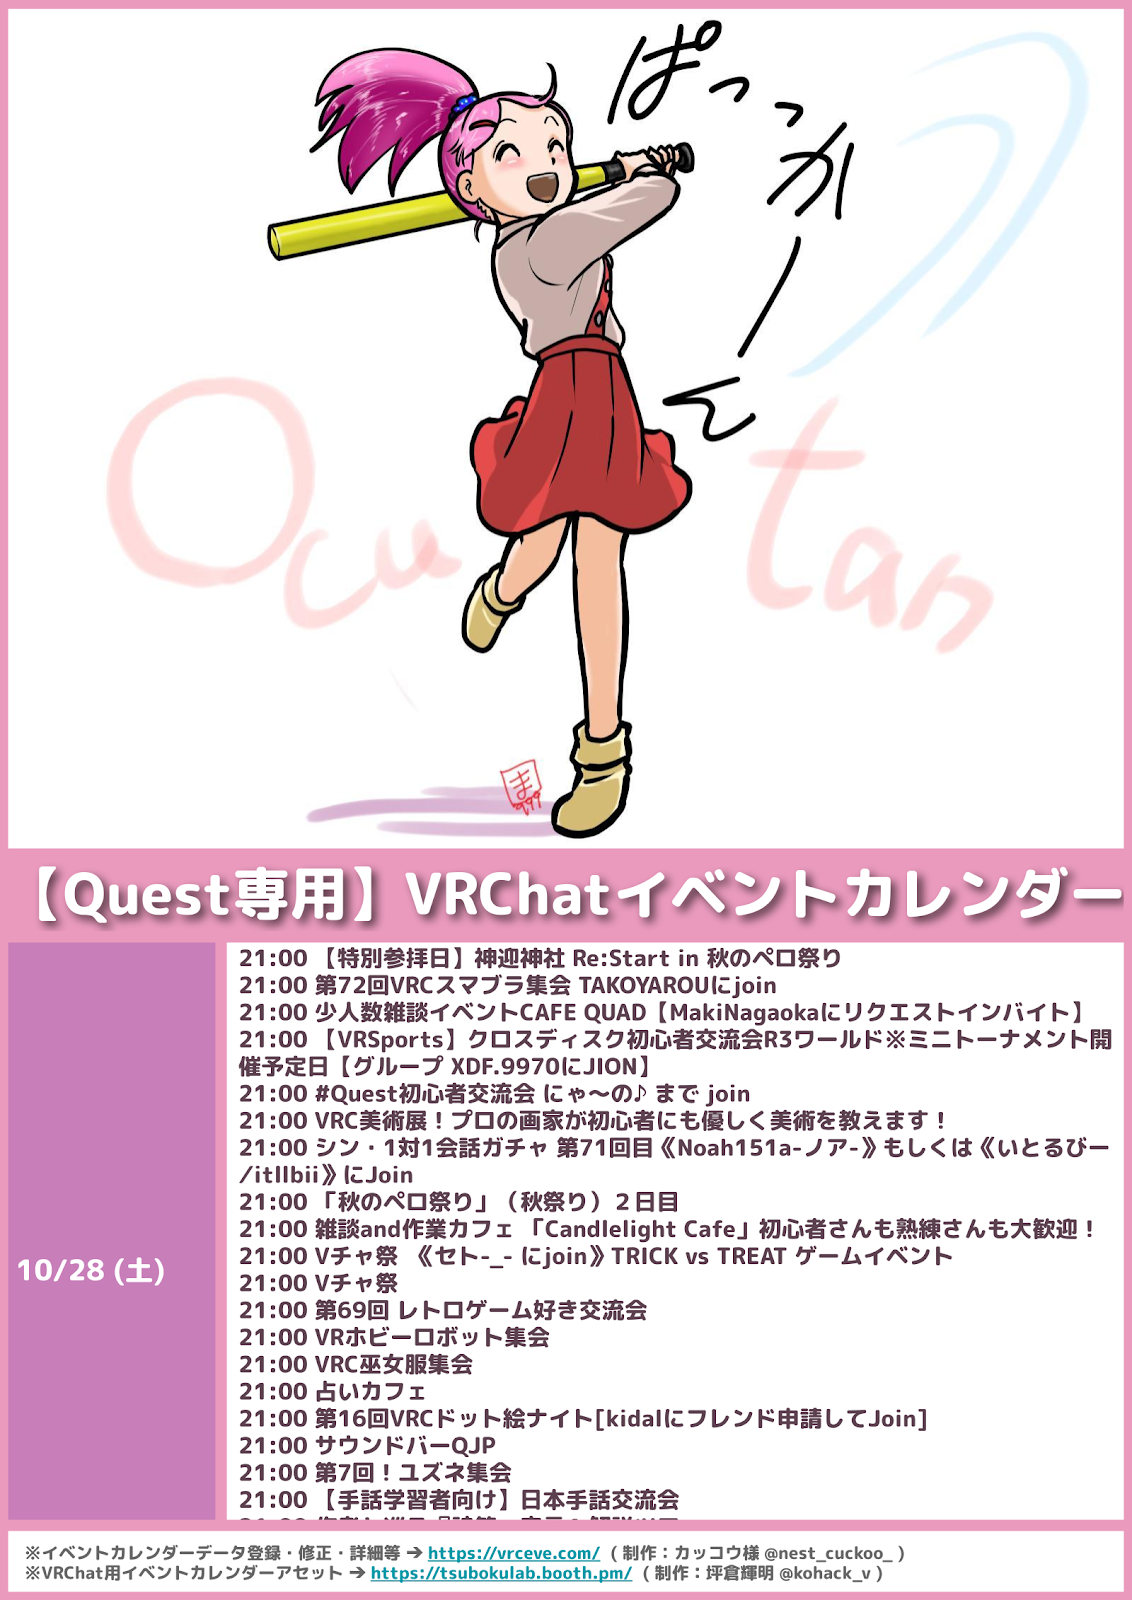 ぱっっかーん
Ocu tan
ま
999
【Quest専用】VRChatイベントカレンダー
10/28 (土)
21:00 【特別参拝日】神迎神社 Re:Start in 秋のペロ祭り
21:00 第72回VRCスマブラ集会 TAKOYAROUにjoin
21:00 少人数雑談イベントCAFE QUAD【MakiNagaokaにリクエストインバイト】
21:00 【VRSports】クロスディスク初心者交流会R3ワールド※ミニトーナメント開
催予定日【グループ XDF.9970にJION】
21:00 #Quest初心者交流会 にゃ〜の♪ まで join
21:00 VRC美術展！プロの画家が初心者にも優しく美術を教えます！
21:00 シン・1対1会話ガチャ 第71回目《Noah151a-ノア-》もしくは《いとるびー
/itllbii》にJoin
21:00 「秋のペロ祭り」（秋祭り）２日目
21:00 雑談and作業カフェ 「Candlelight Cafe」初心者さんも熟練さんも大歓迎！
21:00 Vチャ祭 《セト-_- にjoin》TRICK vs TREAT ゲームイベント
21:00 Vチャ祭
21:00 第69回 レトロゲーム好き交流会
21:00 VRホビーロボット集会
21:00 VRC巫女服集会
21:00 占いカフェ
21:00 第16回VRCドット絵ナイト[kidalにフレンド申請してJoin]
21:00 サウンドバーQJP
21:00 第7回！ユズネ集会
21:00 【手話学習者向け】日本手話交流会
※イベントカレンダーデータ登録・修正・詳細等 ➔ https://vrceve.com/ ( 制作：カッコウ様 @nest_cuckoo_ )
※VRChat用イベントカレンダーアセット ➔ https://tsubokulab.booth.pm/ ( 制作：坪倉輝明 @kohack_v )